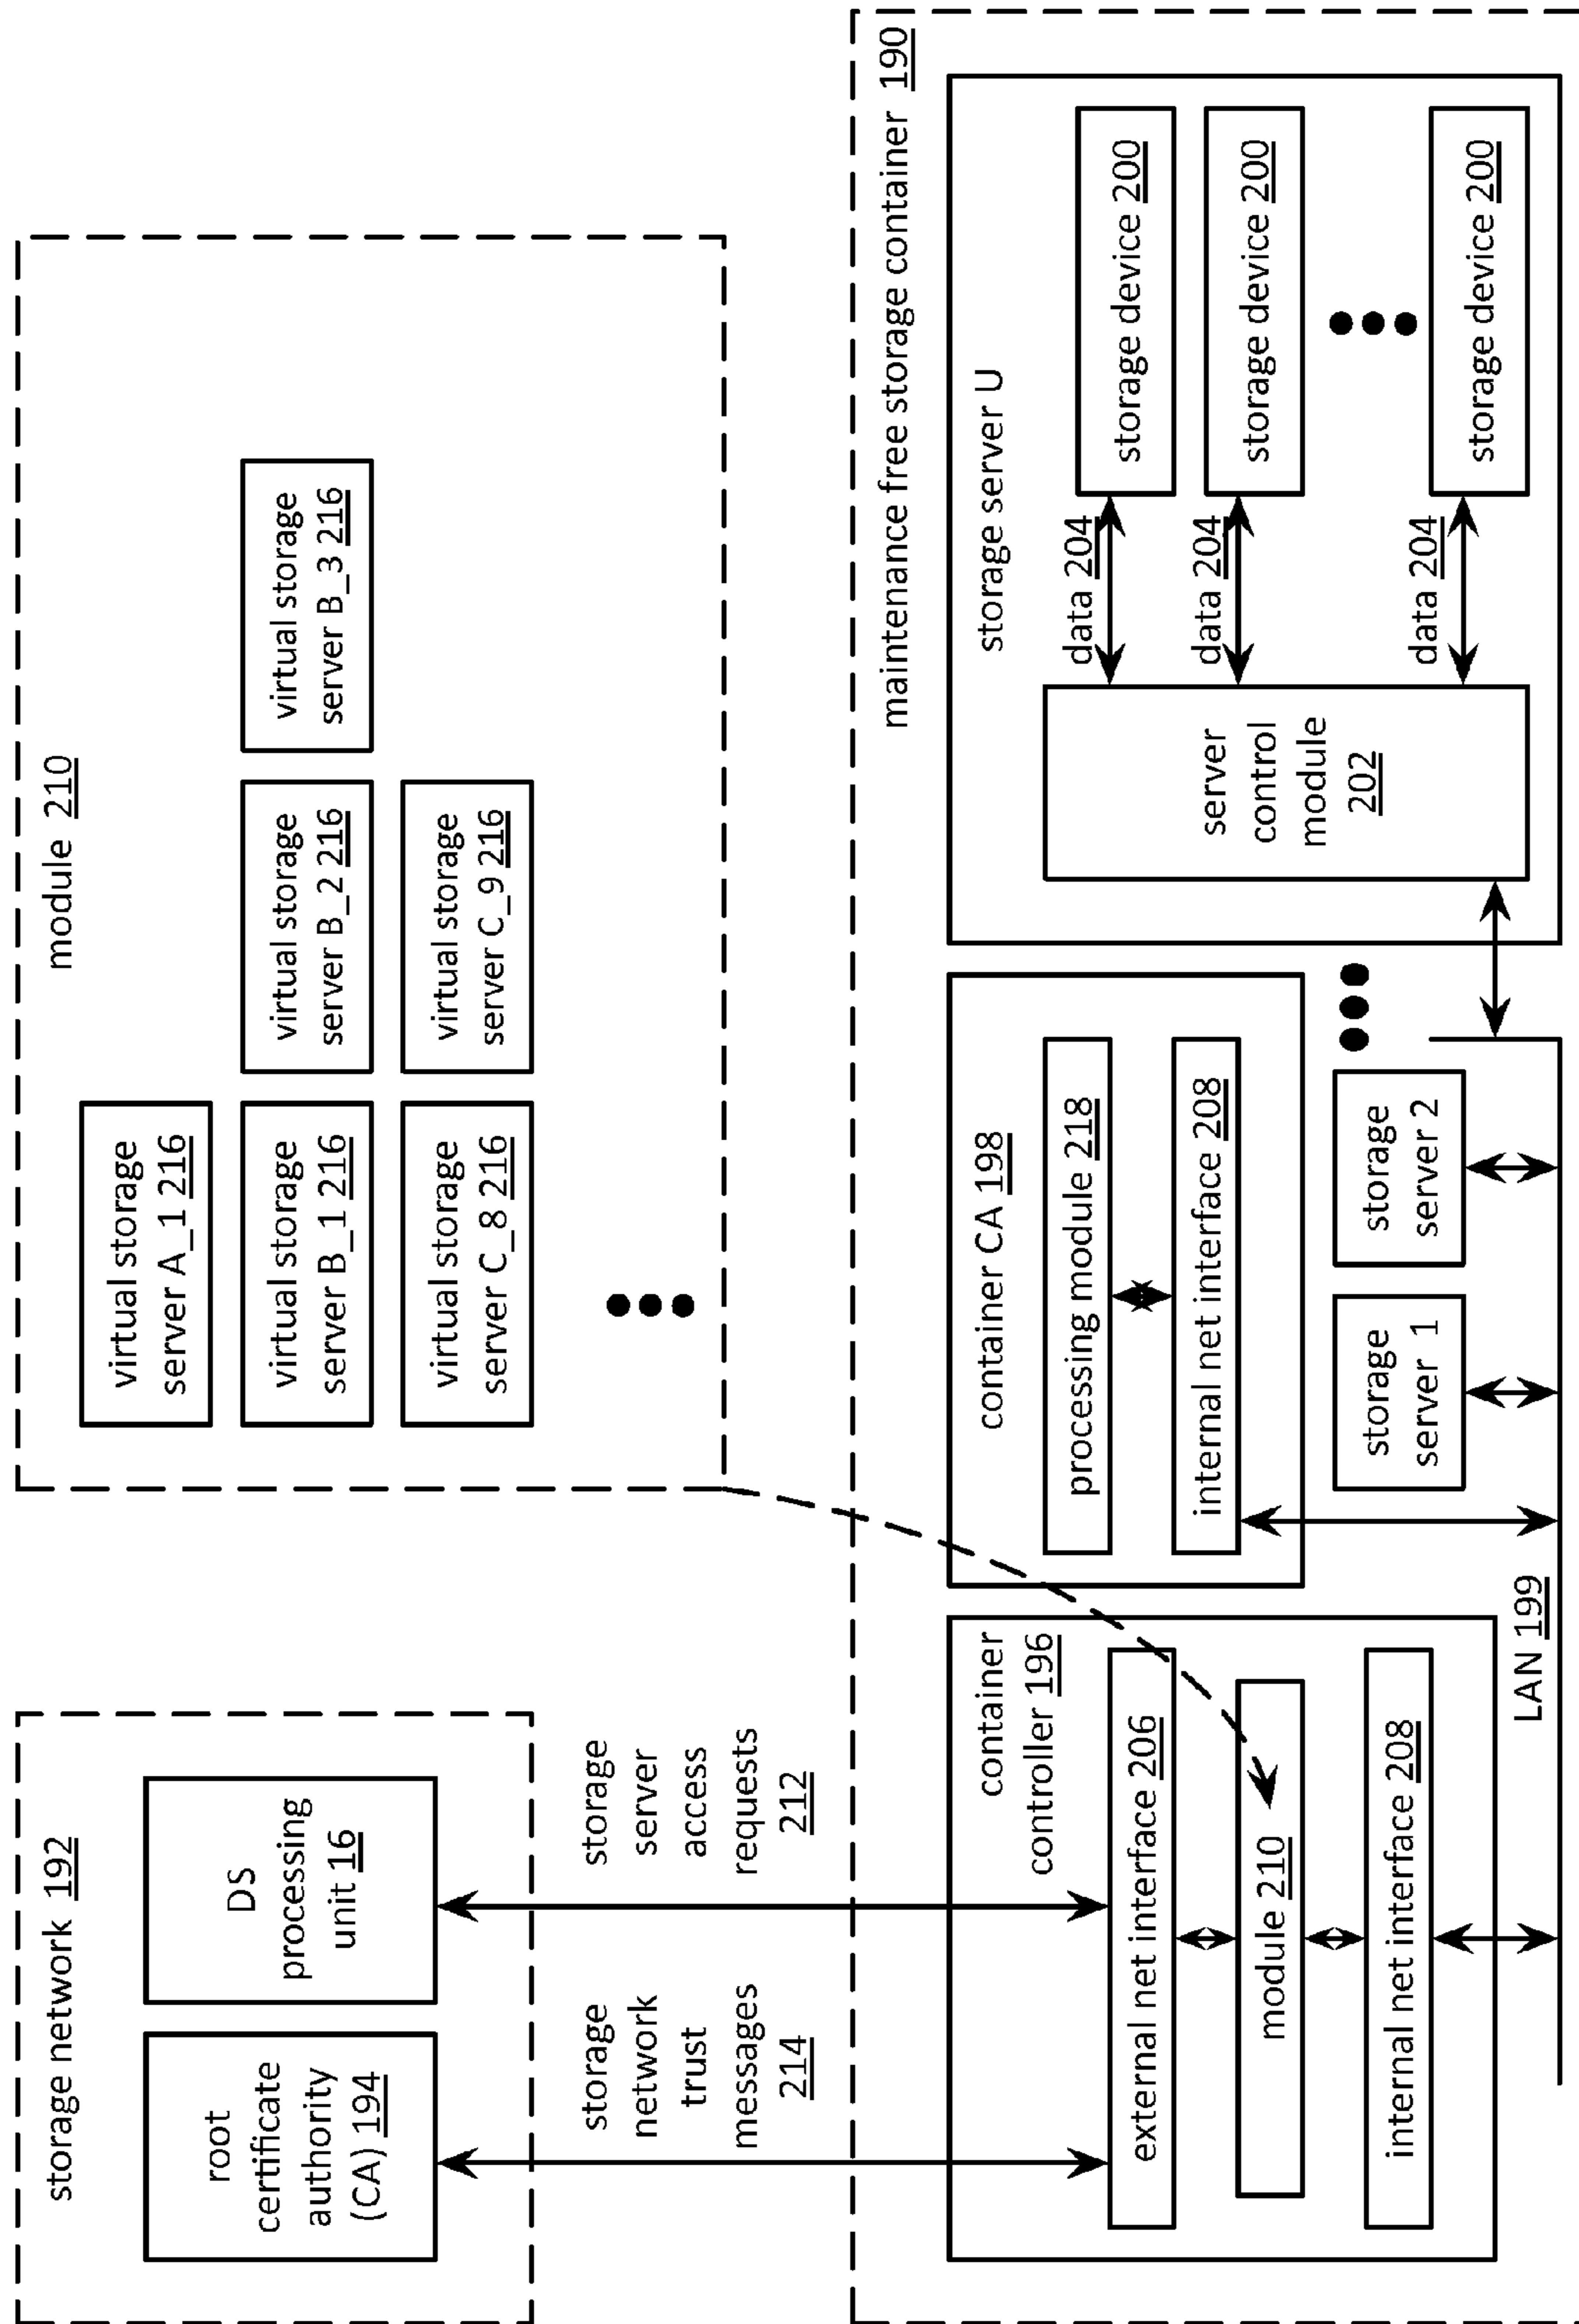 storage network 192
root
certificate
authority
(CA) 194
DS
processing
unit 16
storage
network
trust
messages
214
storage
server
access
requests
212
module 210
virtual storage
server A_1 216
virtual storage
server B_1 216
virtual storage
server B_2 216
virtual storage
server B_3 216
virtual storage
server C_8 216
virtual storage
server C_9 216
maintenance free storage container 190
container
controller 196
external net interface 206
module 210
internal net interface 208
LAN 199
container CA 198
processing module 218
internal net interface 208
storage
server 1
storage
server 2
storage server U
server
control
module
202
data 204
storage device 200
data 204
storage device 200
data 204
storage device 200